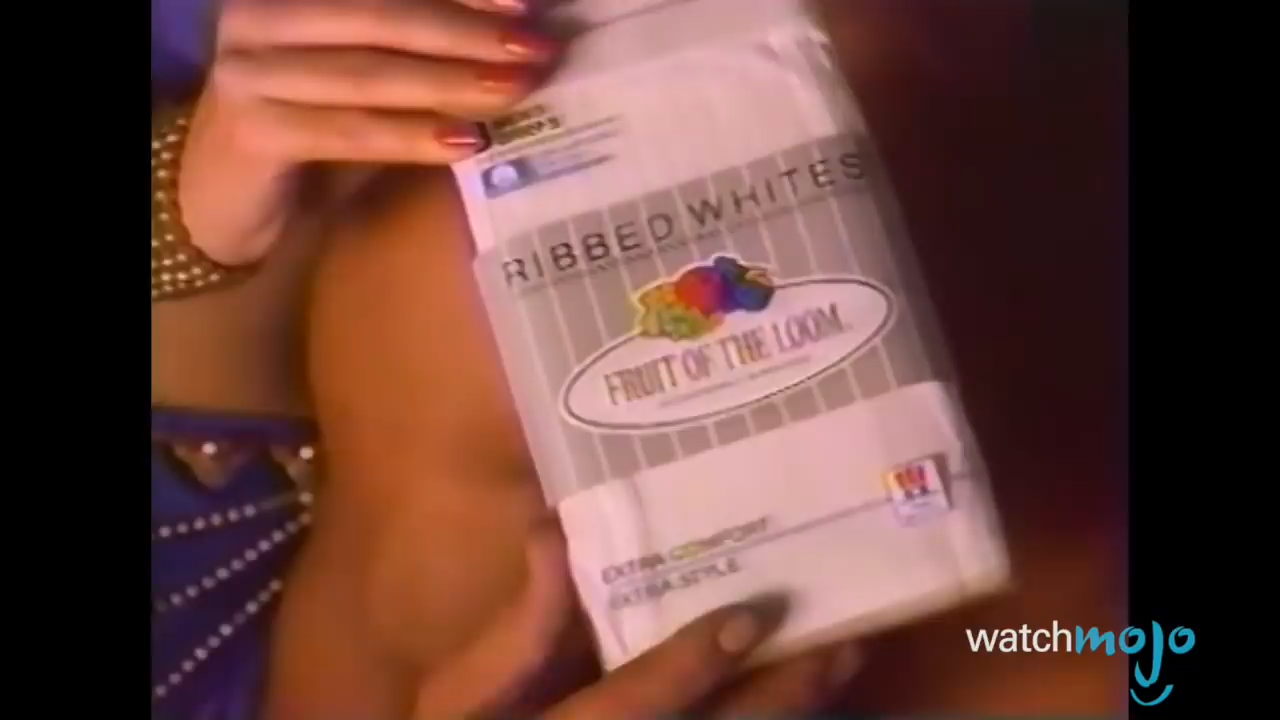 RIBBED WHITES
FRUIT OF THE LOOM
EXTRA COMFORT
EXTRA STYLE
watchmojo